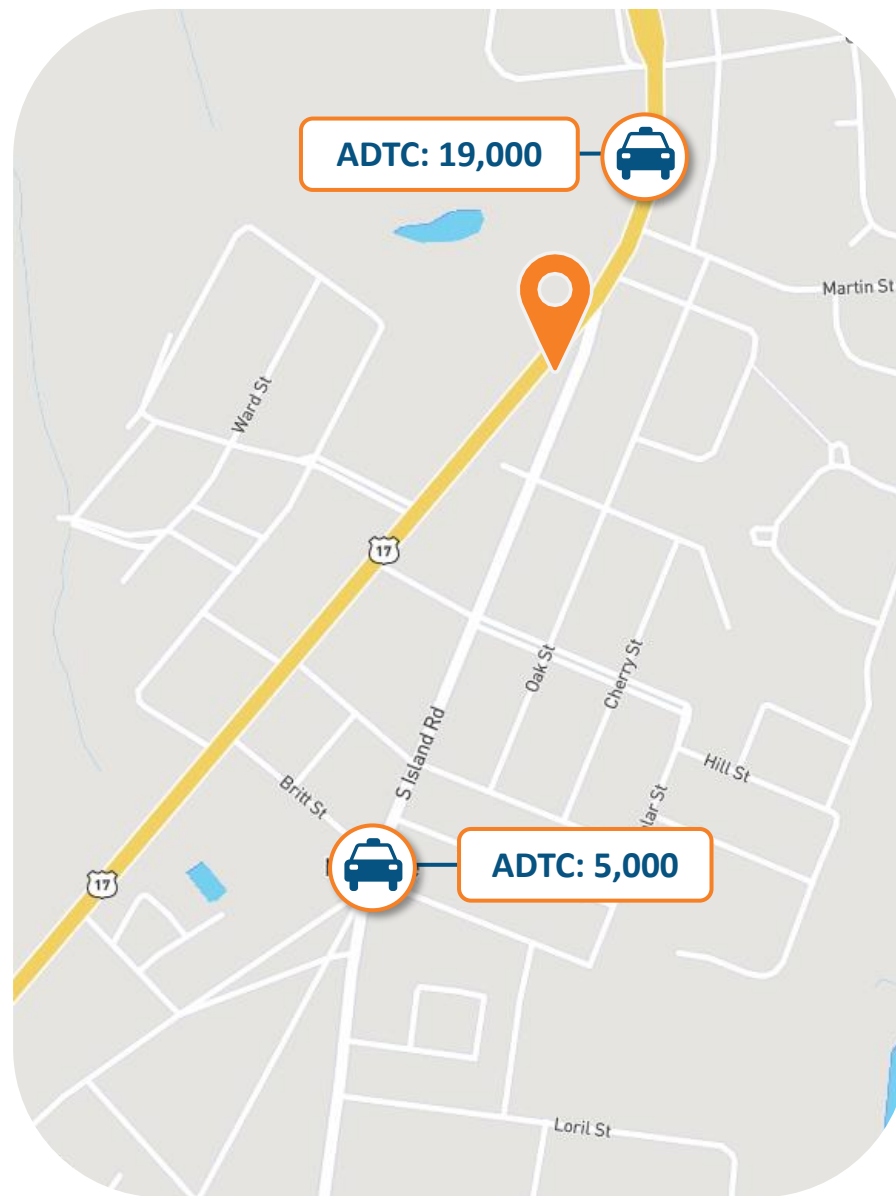 ADTC: 19,000
Martin St
Ward St
17
Oak St
Cherry St
S Island Rd
Hill St
Britt St
ADTC: 5,000
17
Loril St